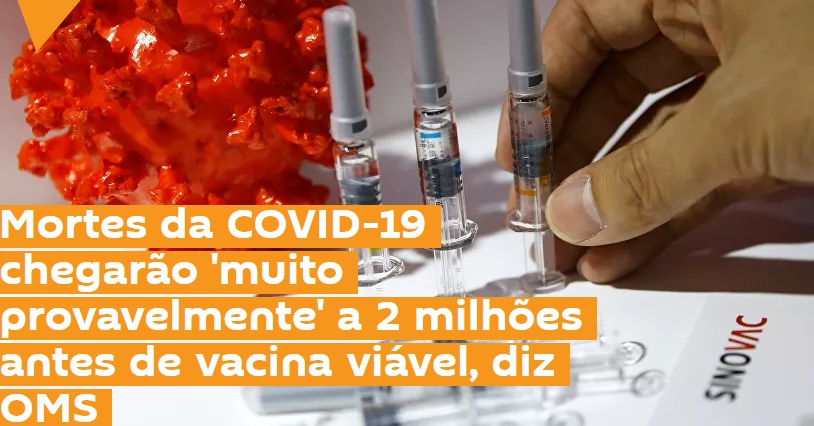 Mortes da COVID-19
chegarão 'muito
provavelmente' a 2 milhões
antes de vacina viável, diz
OMS
SINOVAC